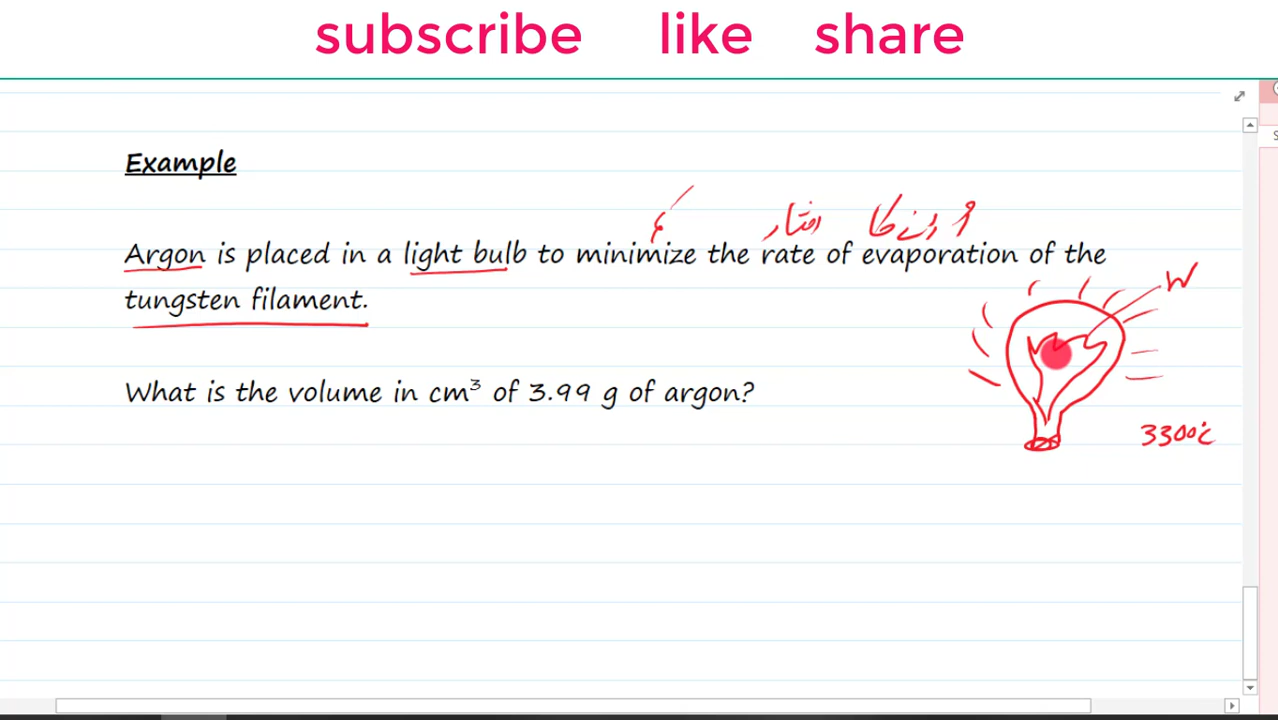 subscribe like share
Example
Argon is placed in a light bulb to minimize the rate of evaporation of the
tungsten filament.
W
What is the volume in cm³ of 3.99 g of argon?
3300°C